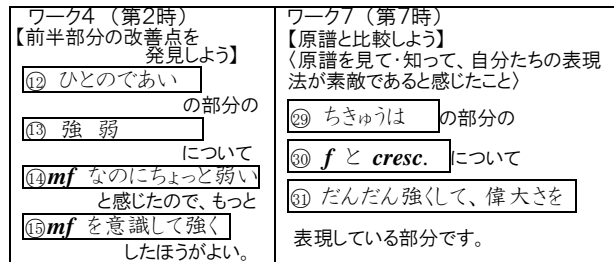 ワーク4 (第2時)
【前半部分の改善点を
発見しよう】
⑫ ひとのであい
の部分の
⑬ 強 弱
について
⑭mf なのにちょっと弱い
と感じたので、もっと
⑮mf を意識して強く
したほうがよい。
ワーク7 (第7時)
【原譜と比較しよう】
〈原譜を見て・知って、自分たちの表現
法が素敵であると感じたこと〉
㉙ ちきゅうは の部分の
㉚ f と cresc. について
㉛ だんだん強くして、偉大さを
表現している部分です。